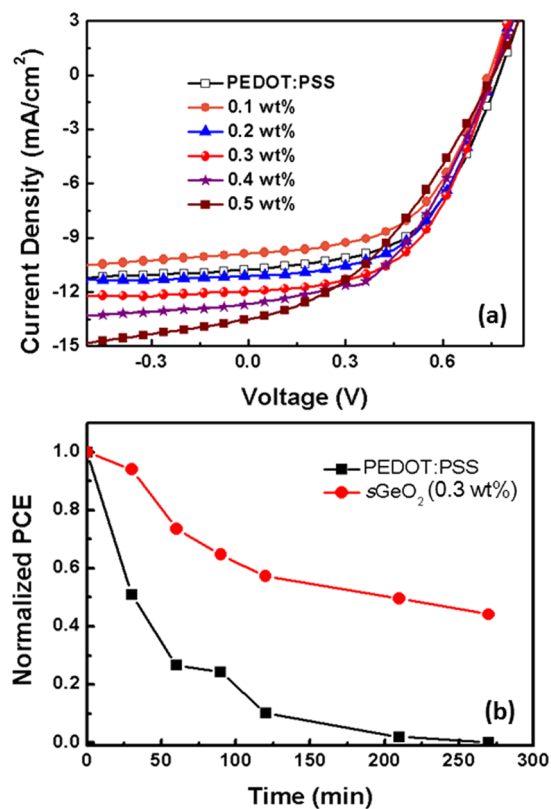 3
0
-3
-6
-9
-12
-15
Current Density (mA/cm²)
PEDOT:PSS
0.1 wt%
0.2 wt%
0.3 wt%
0.4 wt%
0.5 wt%
(a)
-0.3 0.0 0.3 0.6
Voltage (V)
1.0
0.8
0.6
0.4
0.2
0.0
Normalized PCE
PEDOT:PSS
sGeO₂ (0.3 wt%)
(b)
0 50 100 150 200 250 300
Time (min)